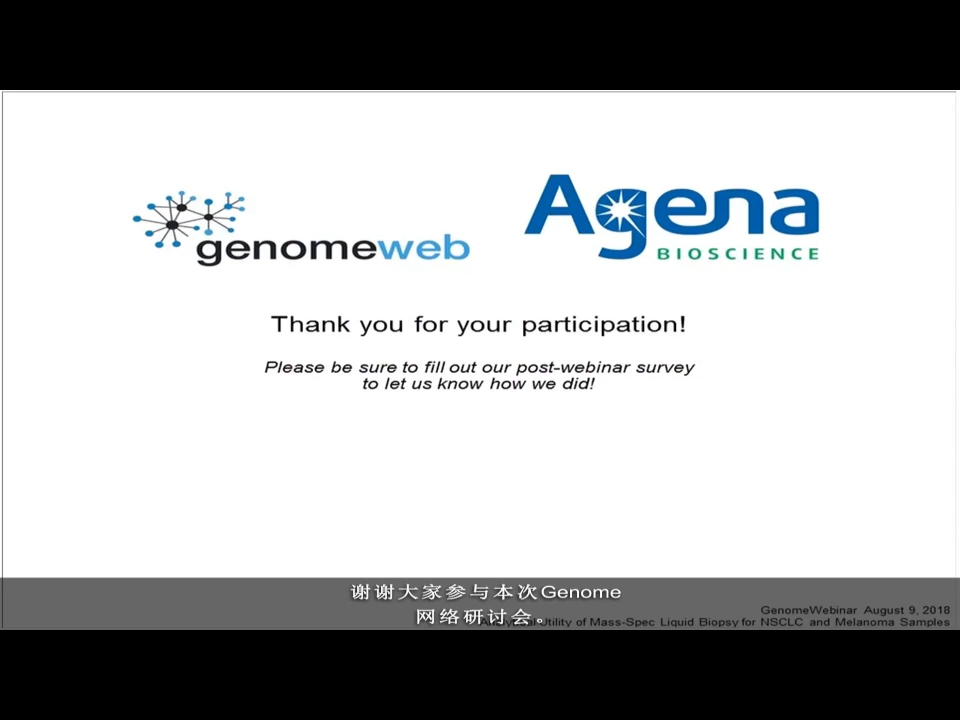 genomeweb
Agena
BIOSCIENCE
Thank you for your participation!
Please be sure to fill out our post-webinar survey
to let us know how we did!
谢谢大家参与本次Genome
网络研讨会。
GenomeWebinar August 9, 2018
Utility of Mass-Spec Liquid Biopsy for NSCLC and Melanoma Samples